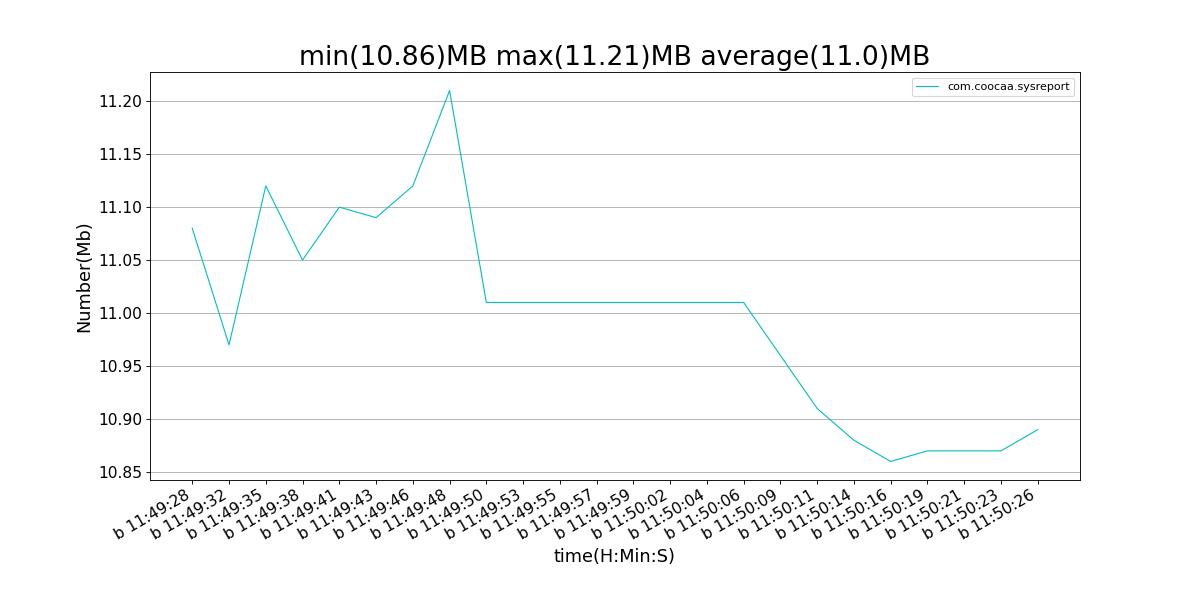 min(10.86)MB max(11.21)MB average(11.0)MB
com.coocaa.sysreport
Number(Mb)
11.20
11.15
11.10
11.05
11.00
10.95
10.90
10.85
b 11:49:28
b 11:49:32
b 11:49:35
b 11:49:38
b 11:49:41
b 11:49:43
b 11:49:46
b 11:49:48
b 11:49:50
b 11:49:53
b 11:49:55
b 11:49:57
b 11:49:59
b 11:50:02
b 11:50:04
b 11:50:06
b 11:50:09
b 11:50:11
b 11:50:14
b 11:50:16
b 11:50:19
b 11:50:21
b 11:50:23
b 11:50:26
time(H:Min:S)